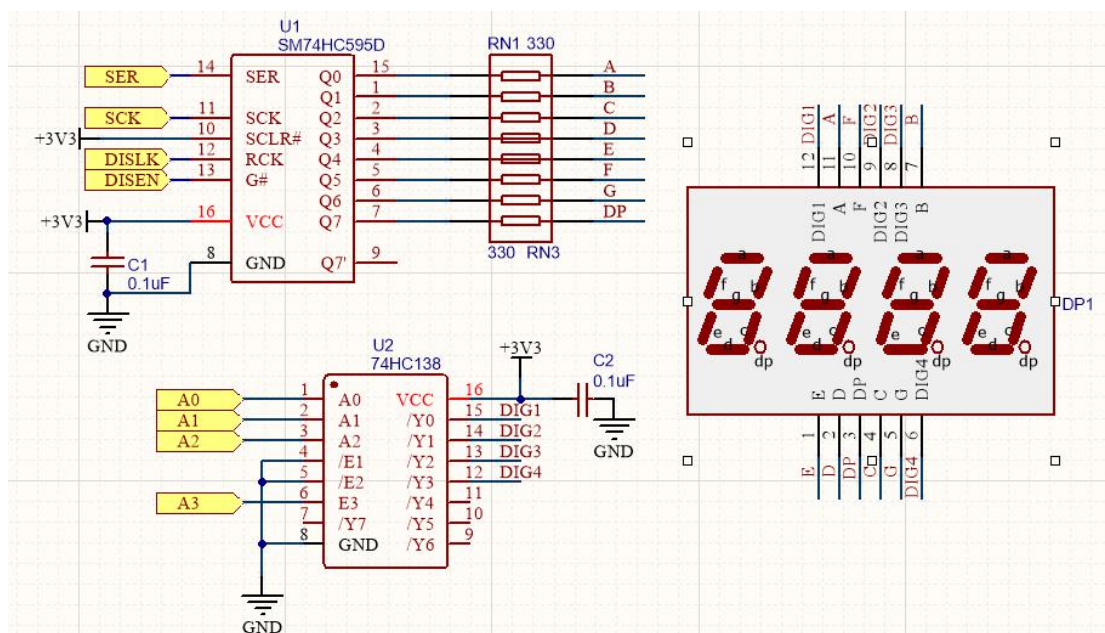 U1
SM74HC595D
SER 14 SER Q0 15 A
Q1 1 B
SCK 11 SCK Q2 2 C
+3V3 10 SCLR# Q3 3 D
DISLK 12 RCK Q4 4 E
DISEN 13 G# Q5 5 F
Q6 6 G
+3V3 16 VCC Q7 7 DP
8 GND Q7' 9
C1
0.1uF
GND
RN1 330
330 RN3
U2
74HC138
+3V3
C2
0.1uF
GND
A0 1 A0 VCC 16
A1 2 A1 /Y0 15 DIG1
A2 3 A2 /Y1 14 DIG2
4 /E1 /Y2 13 DIG3
5 /E2 /Y3 12 DIG4
A3 6 E3 /Y4 11
7 /Y7 /Y5 10
8 GND /Y6 9
GND
DIG1 A F DIG2 DIG3 B
12 11 10 9 8 7
DIG1 A F DIG2 DIG3 B
a a a a
f b f b f b f b
g g g g
e c e c e c e c
d d d d
dp dp dp dp
DP1
E D DP C G DIG4
1 2 3 4 5 6
E D DP C G DIG4